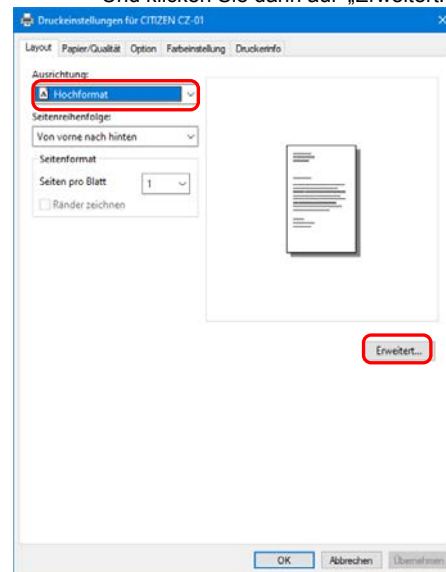 Und klicken Sie dann auf „Erweitert.
Druckeinstellungen für CITIZEN CZ-01
Layout Papier/Qualität Option Farbeinstellung Druckerinfo
Ausrichtung:
Hochformat
Seitenreihenfolge:
Von vorne nach hinten
Seitenformat
Seiten pro Blatt 1
Ränder zeichnen
Erweitert...
OK Abbrechen Übernehmen